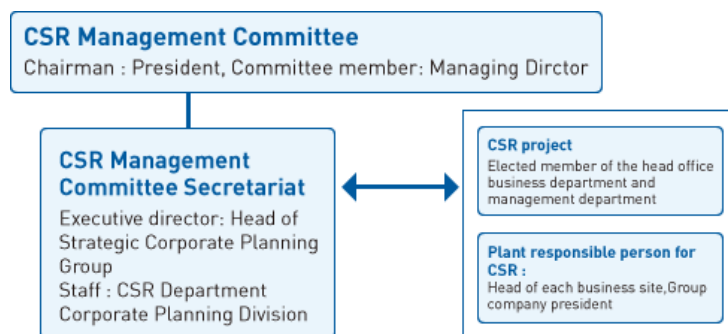 CSR Management Committee
Chairman : President, Committee member: Managing Dirctor
CSR Management
Committee Secretariat
Executive director: Head of
Strategic Corporate Planning
Group
Staff : CSR Department
Corporate Planning Division
CSR project
Elected member of the head office
business department and
management department
Plant responsible person for
CSR :
Head of each business site,Group
company president